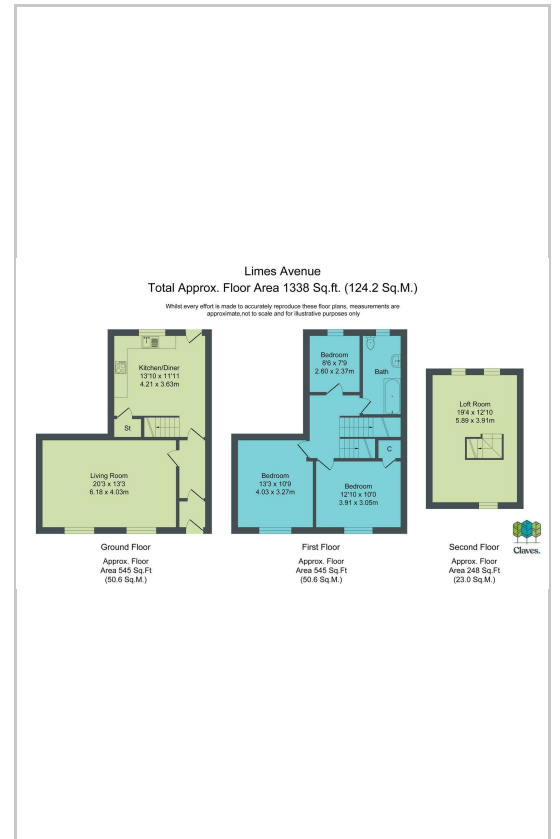 Limes Avenue
Total Approx. Floor Area 1338 Sq.ft. (124.2 Sq.M.)
Whilst every effort is made to accurately reproduce these floor plans, measurements are
approximate,not to scale and for illustrative purposes only
Kitchen/Diner
13'10 x 11'11
4.21 x 3.63m
St
Living Room
20'3 x 13'3
6.18 x 4.03m
Ground Floor
Approx. Floor
Area 545 Sq.Ft
(50.6 Sq.M.)
Bedroom
8'6 x 7'9
2.60 x 2.37m
Bath
C
Bedroom
13'3 x 10'9
4.03 x 3.27m
Bedroom
12'10 x 10'0
3.91 x 3.05m
First Floor
Approx. Floor
Area 545 Sq.Ft
(50.6 Sq.M.)
Loft Room
19'4 x 12'10
5.89 x 3.91m
Second Floor
Approx. Floor
Area 248 Sq.Ft
(23.0 Sq.M.)
Claves.